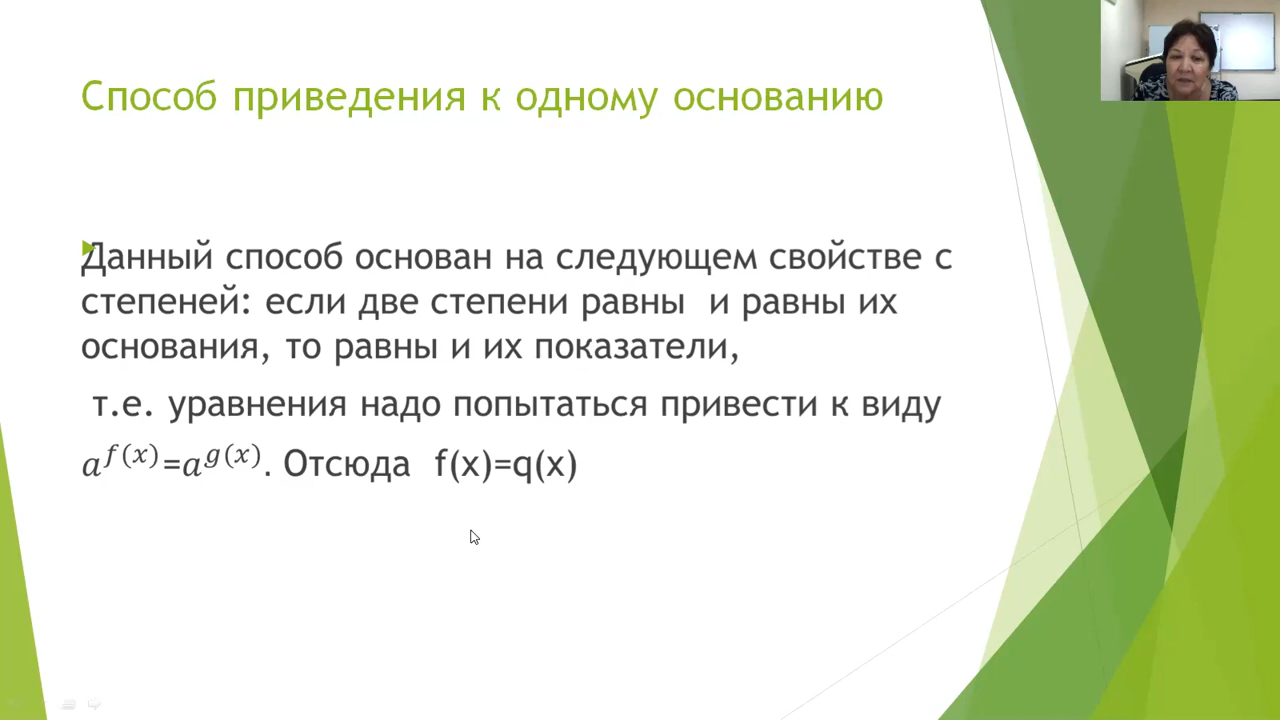 Способ приведения к одному основанию
Данный способ основан на следующем свойстве с
степеней: если две степени равны и равны их
основания, то равны и их показатели,
т.е. уравнения надо попытаться привести к виду
𝑎^{𝑓(𝑥)}=𝑎^{𝑔(𝑥)}. Отсюда f(x)=q(x)